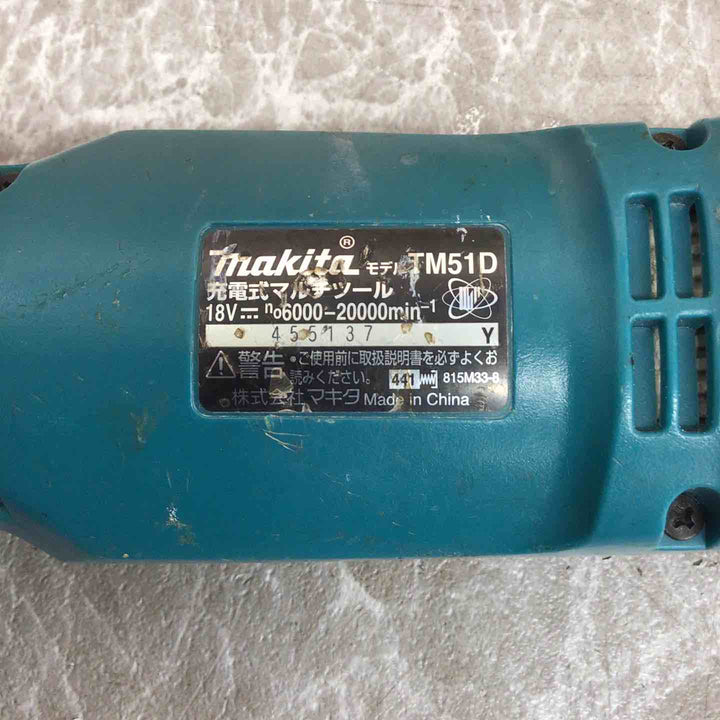 makita® モデル TM51D
充電式マルチツール
18V⎓ n₀6000-20000min⁻¹
455137 Y
⚠警告 ・ご使用前に取扱説明書を必ずよくお
読みください。 441 815M33-8
株式会社 マキタ Made in China